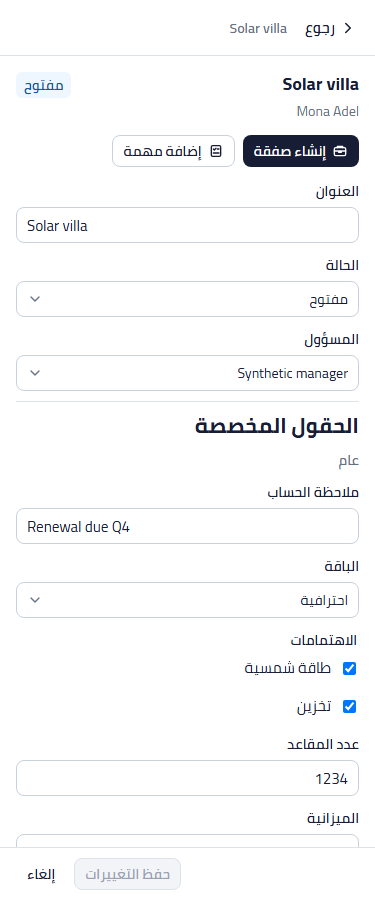 رجوع
Solar villa
Solar villa
مفتوح
Mona Adel
إنشاء صفقة
إضافة مهمة
العنوان
Solar villa
الحالة
مفتوح
المسؤول
Synthetic manager
الحقول المخصصة
عام
ملاحظة الحساب
Renewal due Q4
الباقة
احترافية
الاهتمامات
طاقة شمسية
تخزين
عدد المقاعد
1234
الميزانية
حفظ التغييرات
إلغاء